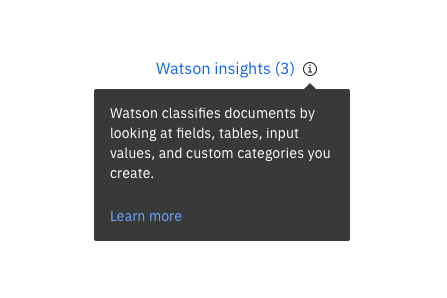 Watson insights (3)
Watson classifies documents by
looking at fields, tables, input
values, and custom categories you
create.
Learn more